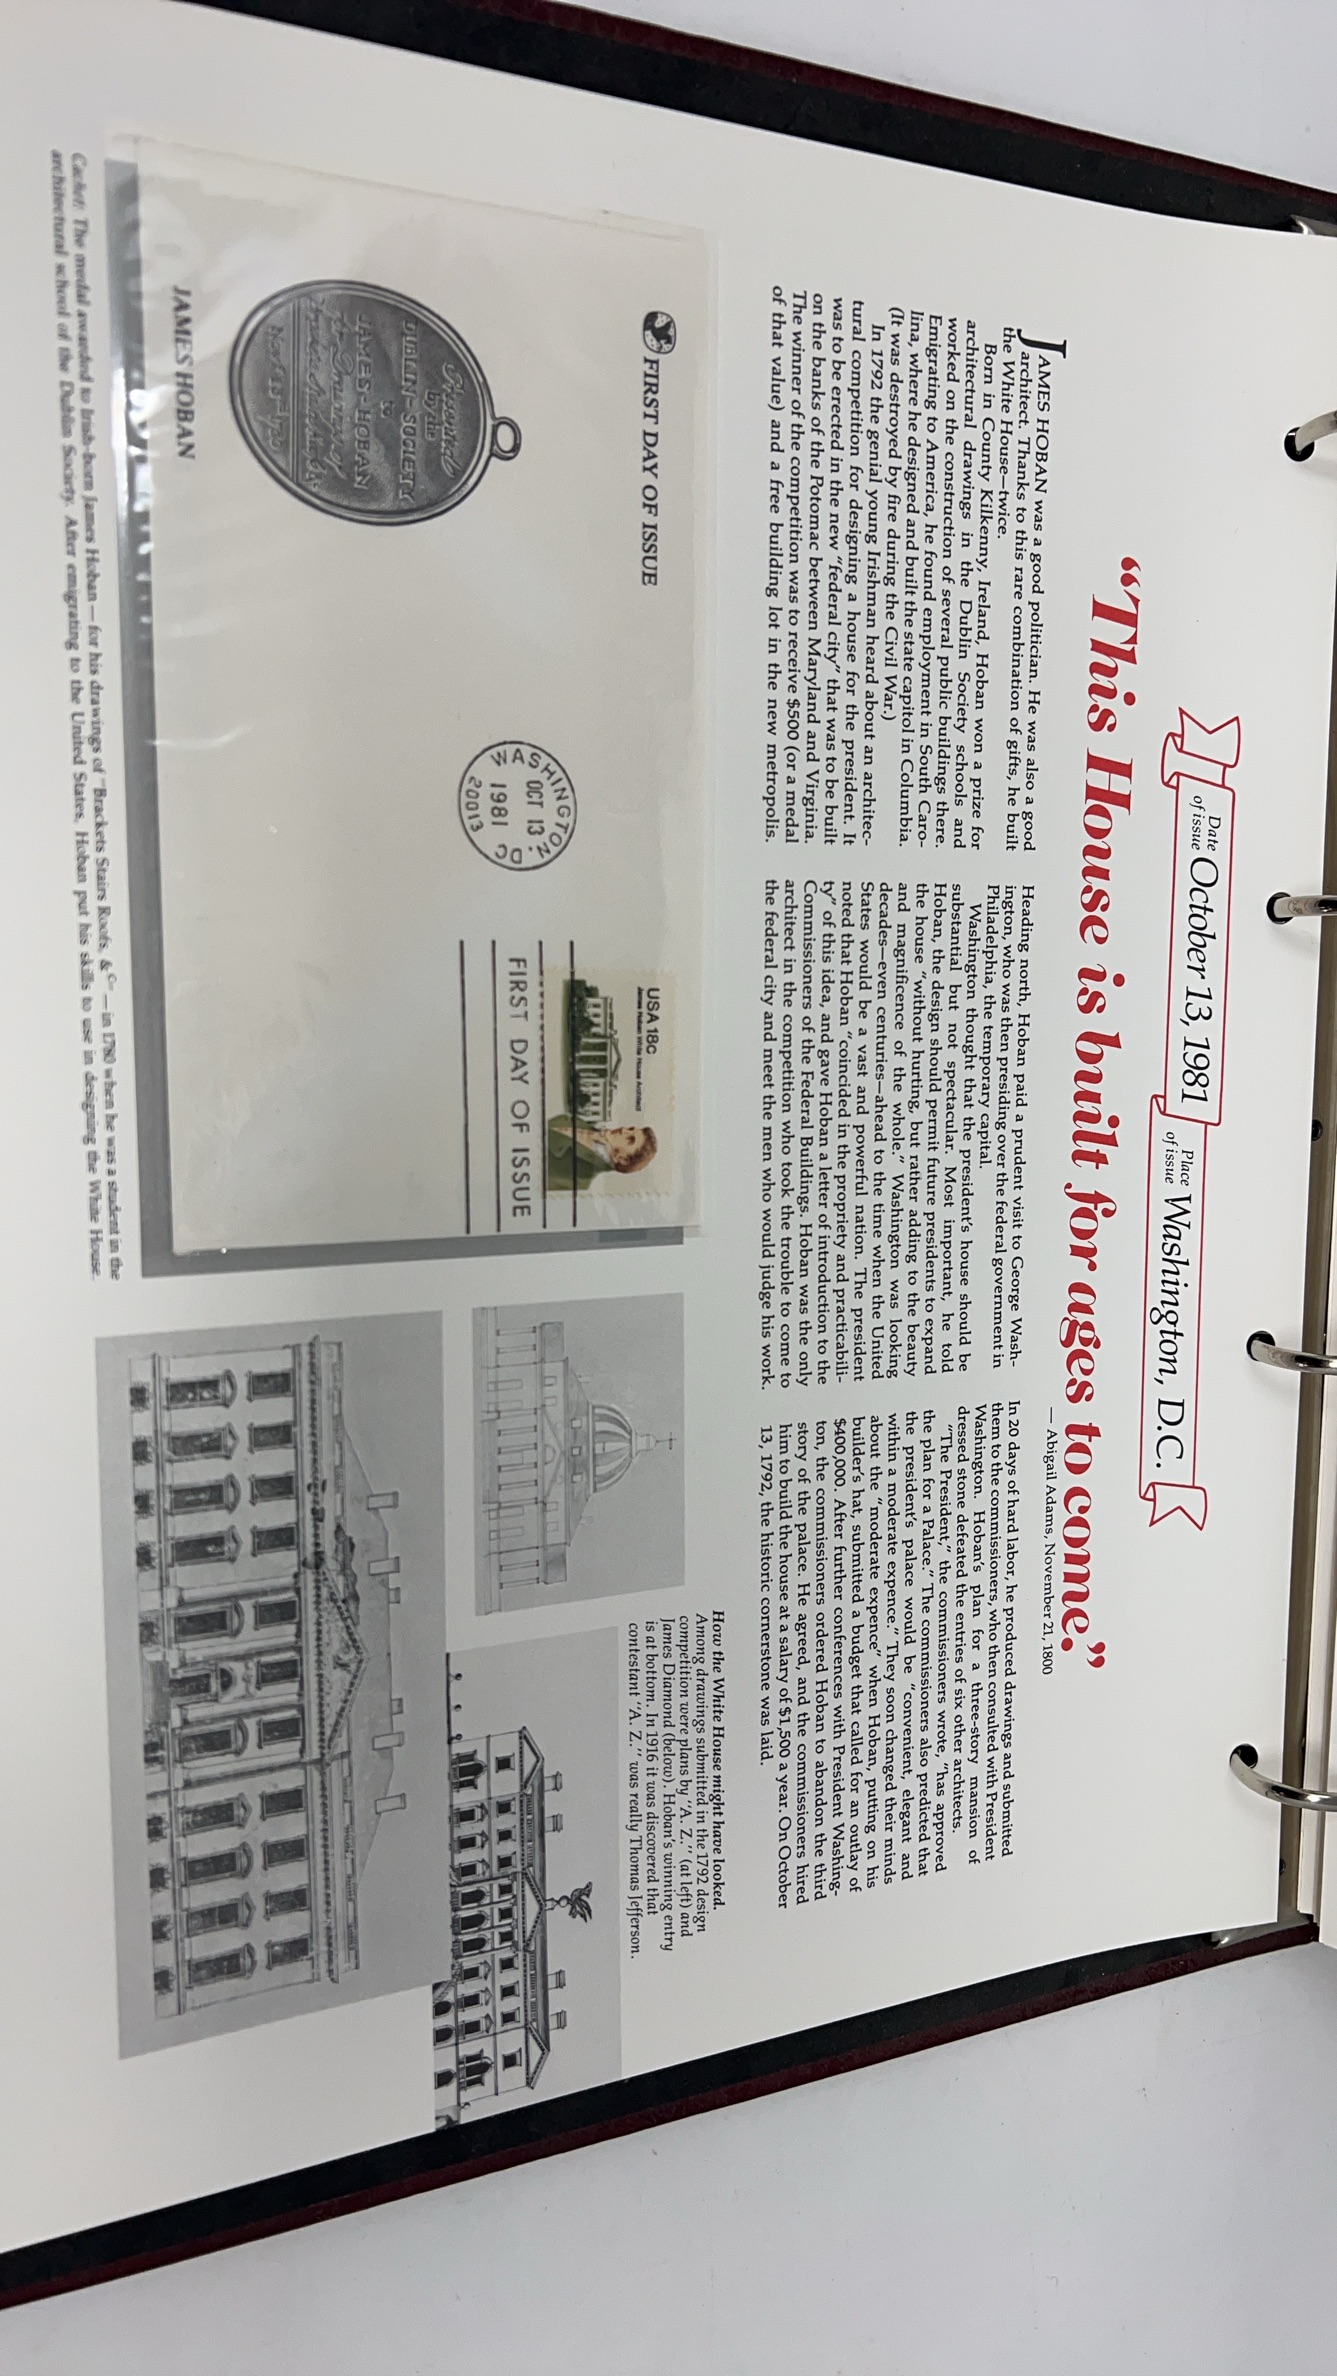 Date
of issue October 13, 1981
Place
of issue Washington, D.C.
“This House is built for ages to come.”
— Abigail Adams, November 21, 1800
JAMES HOBAN was a good politician. He was also a good
architect. Thanks to this rare combination of gifts, he built
the White House—twice.
Born in County Kilkenny, Ireland, Hoban won a prize for
architectural drawings in the Dublin Society schools and
worked on the construction of several public buildings there.
Emigrating to America, he found employment in South Caro-
lina, where he designed and built the state capitol in Columbia.
(It was destroyed by fire during the Civil War.)
In 1792 the genial young Irishman heard about an architec-
tural competition for designing a house for the president. It
was to be erected in the new “federal city” that was to be built
on the banks of the Potomac between Maryland and Virginia.
The winner of the competition was to receive $500 (or a medal
of that value) and a free building lot in the new metropolis.
Heading north, Hoban paid a prudent visit to George Wash-
ington, who was then presiding over the federal government in
Philadelphia, the temporary capital.
Washington thought that the president’s house should be
substantial but not spectacular. Most important, he told
Hoban, the design should permit future presidents to expand
the house “without hurting, but rather adding to the beauty
and magnificence of the whole.” Washington was looking
decades—even centuries—ahead to the time when the United
States would be a vast and powerful nation. The president
noted that Hoban “coincided in the propriety and practicabili-
ty” of this idea, and gave Hoban a letter of introduction to the
Commissioners of the Federal Buildings. Hoban was the only
architect in the competition who took the trouble to come to
the federal city and meet the men who would judge his work.
In 20 days of hard labor, he produced drawings and submitted
them to the commissioners, who then consulted with President
Washington. Hoban’s plan for a three-story mansion of
dressed stone defeated the entries of six other architects.
“The President,” the commissioners wrote, “has approved
the plan for a Palace.” The commissioners also predicted that
the president’s palace would be “convenient, elegant and
within a moderate expence.” They soon changed their minds
about the “moderate expence” when Hoban, putting on his
builder’s hat, submitted a budget that called for an outlay of
$400,000. After further conferences with President Washing-
ton, the commissioners ordered Hoban to abandon the third
story of the palace. He agreed, and the commissioners hired
him to build the house at a salary of $1,500 a year. On October
13, 1792, the historic cornerstone was laid.
FIRST DAY OF ISSUE
Presented
by the
DUBLIN-SOCIETY
to
JAMES-HOBAN
Nov. 23-1780
JAMES HOBAN
WASHINGTON, DC
OCT 13
1981
20013
USA 18c
James Hoban White House Architect
FIRST DAY OF ISSUE
How the White House might have looked.
Among drawings submitted in the 1792 design
competition were plans by “A. Z.” (at left) and
James Diamond (below). Hoban’s winning entry
is at bottom. In 1916 it was discovered that
contestant “A. Z.” was really Thomas Jefferson.
Cachet: The medal awarded to Irish-born James Hoban—for his drawings of “Brackets Stairs Roofs, & Co—in 1780 when he was a student in the
architectural school of the Dublin Society. After emigrating to the United States, Hoban put his skills to use in designing the White House.